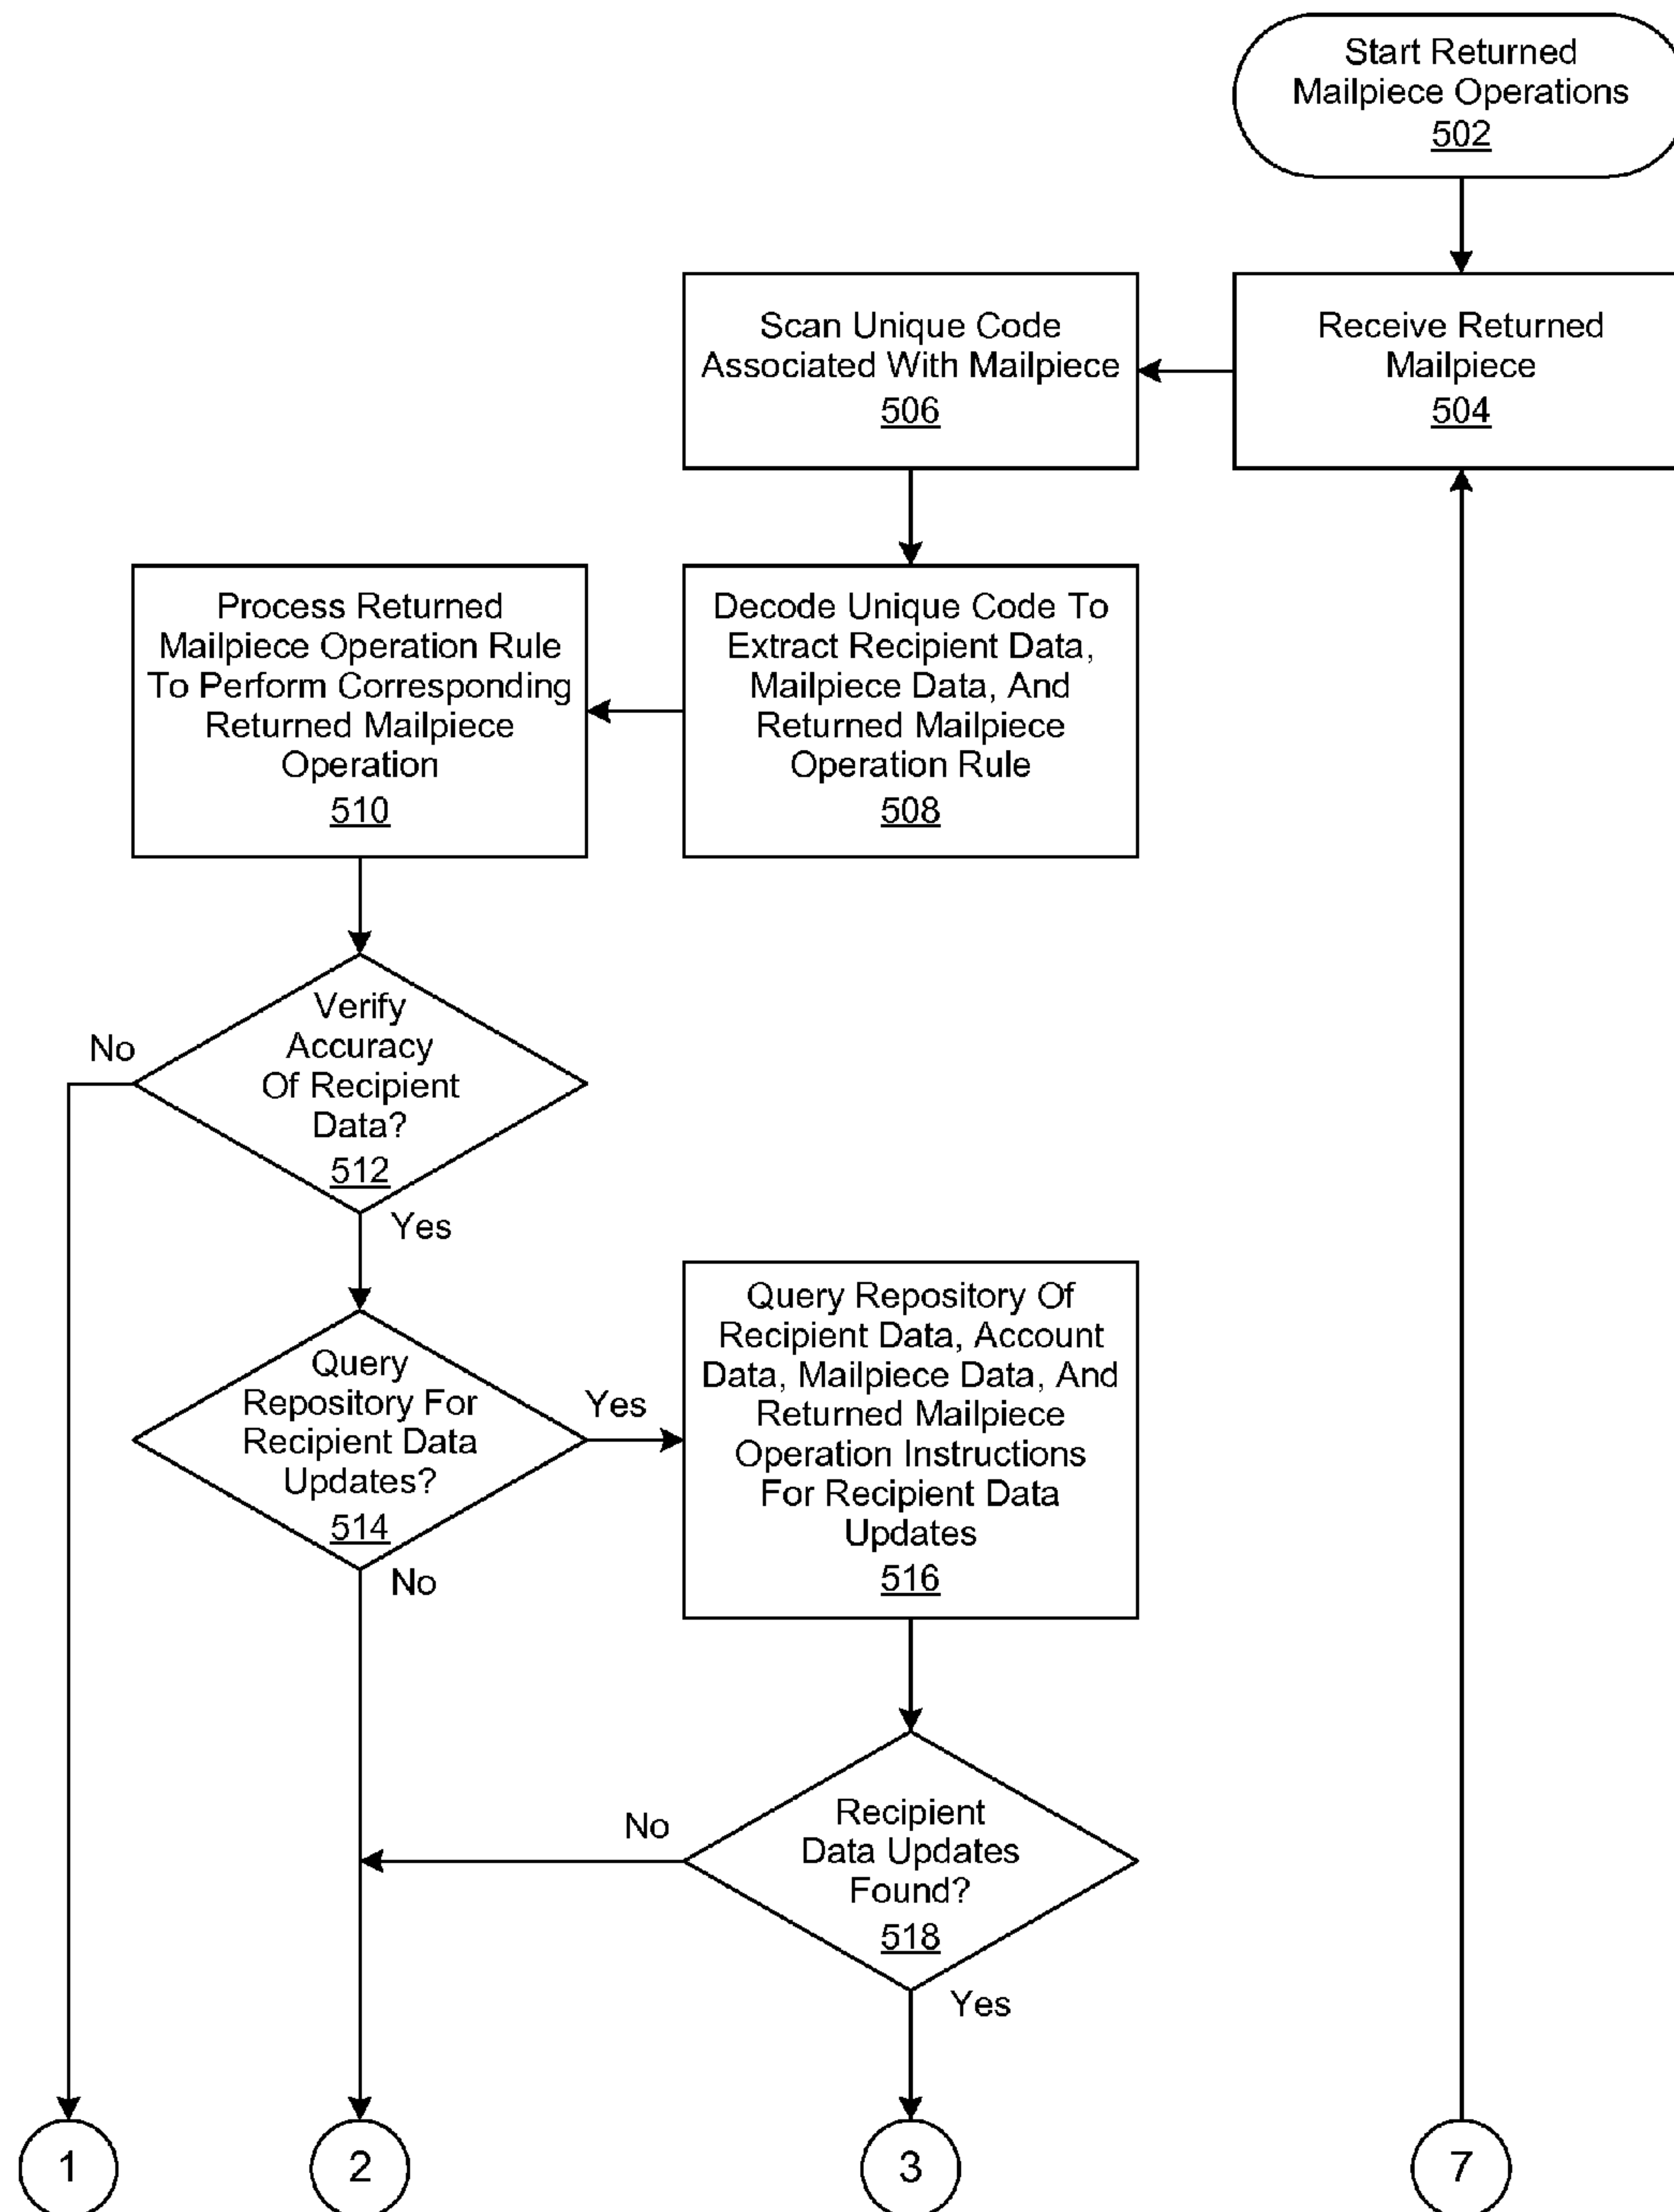 Start Returned
Mailpiece Operations
502
Receive Returned
Mailpiece
504
Scan Unique Code
Associated With Mailpiece
506
Decode Unique Code To
Extract Recipient Data,
Mailpiece Data, And
Returned Mailpiece
Operation Rule
508
Process Returned
Mailpiece Operation Rule
To Perform Corresponding
Returned Mailpiece
Operation
510
Verify
Accuracy
Of Recipient
Data?
512
No
Yes
Query
Repository For
Recipient Data
Updates?
514
Yes
No
Query Repository Of
Recipient Data, Account
Data, Mailpiece Data, And
Returned Mailpiece
Operation Instructions
For Recipient Data
Updates
516
Recipient
Data Updates
Found?
518
No
Yes
1
2
3
7